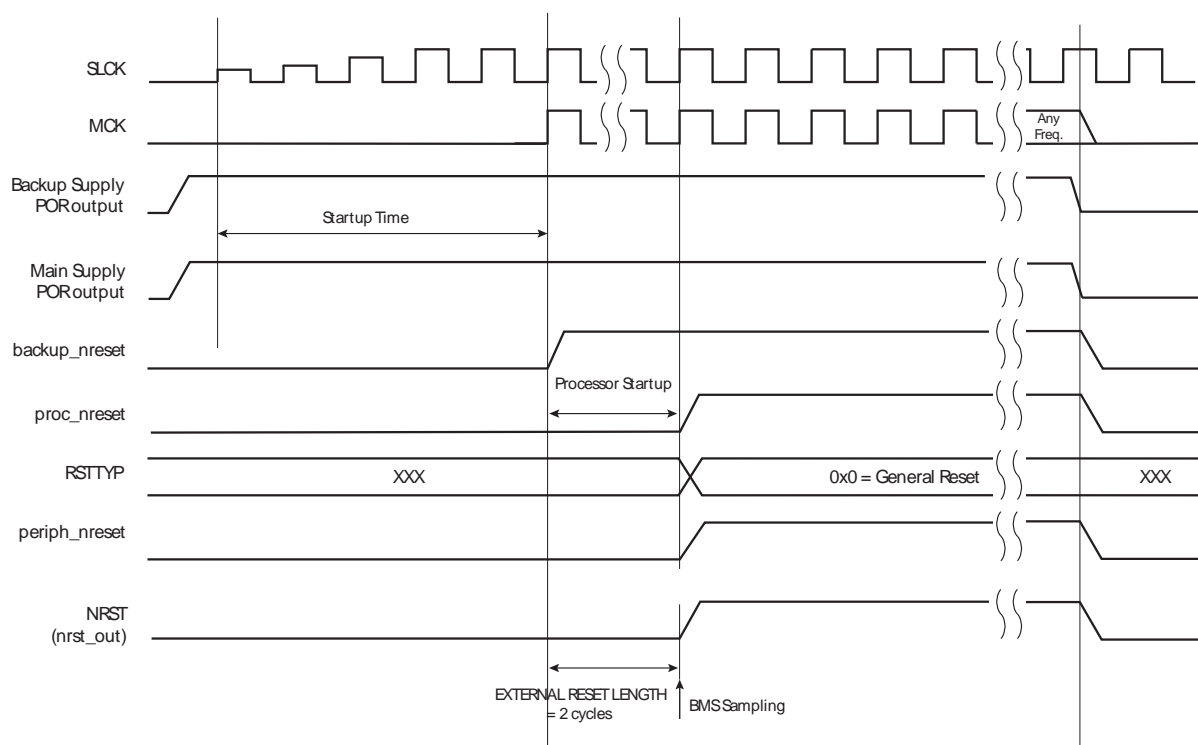 SLCK
MCK
Any
Freq.
Backup Supply
POR output
Startup Time
Main Supply
POR output
backup_nreset
Processor Startup
proc_nreset
RSTTYP
XXX
0x0 = General Reset
XXX
periph_nreset
NRST
(nrst_out)
EXTERNAL RESET LENGTH
= 2 cycles
BMS Sampling